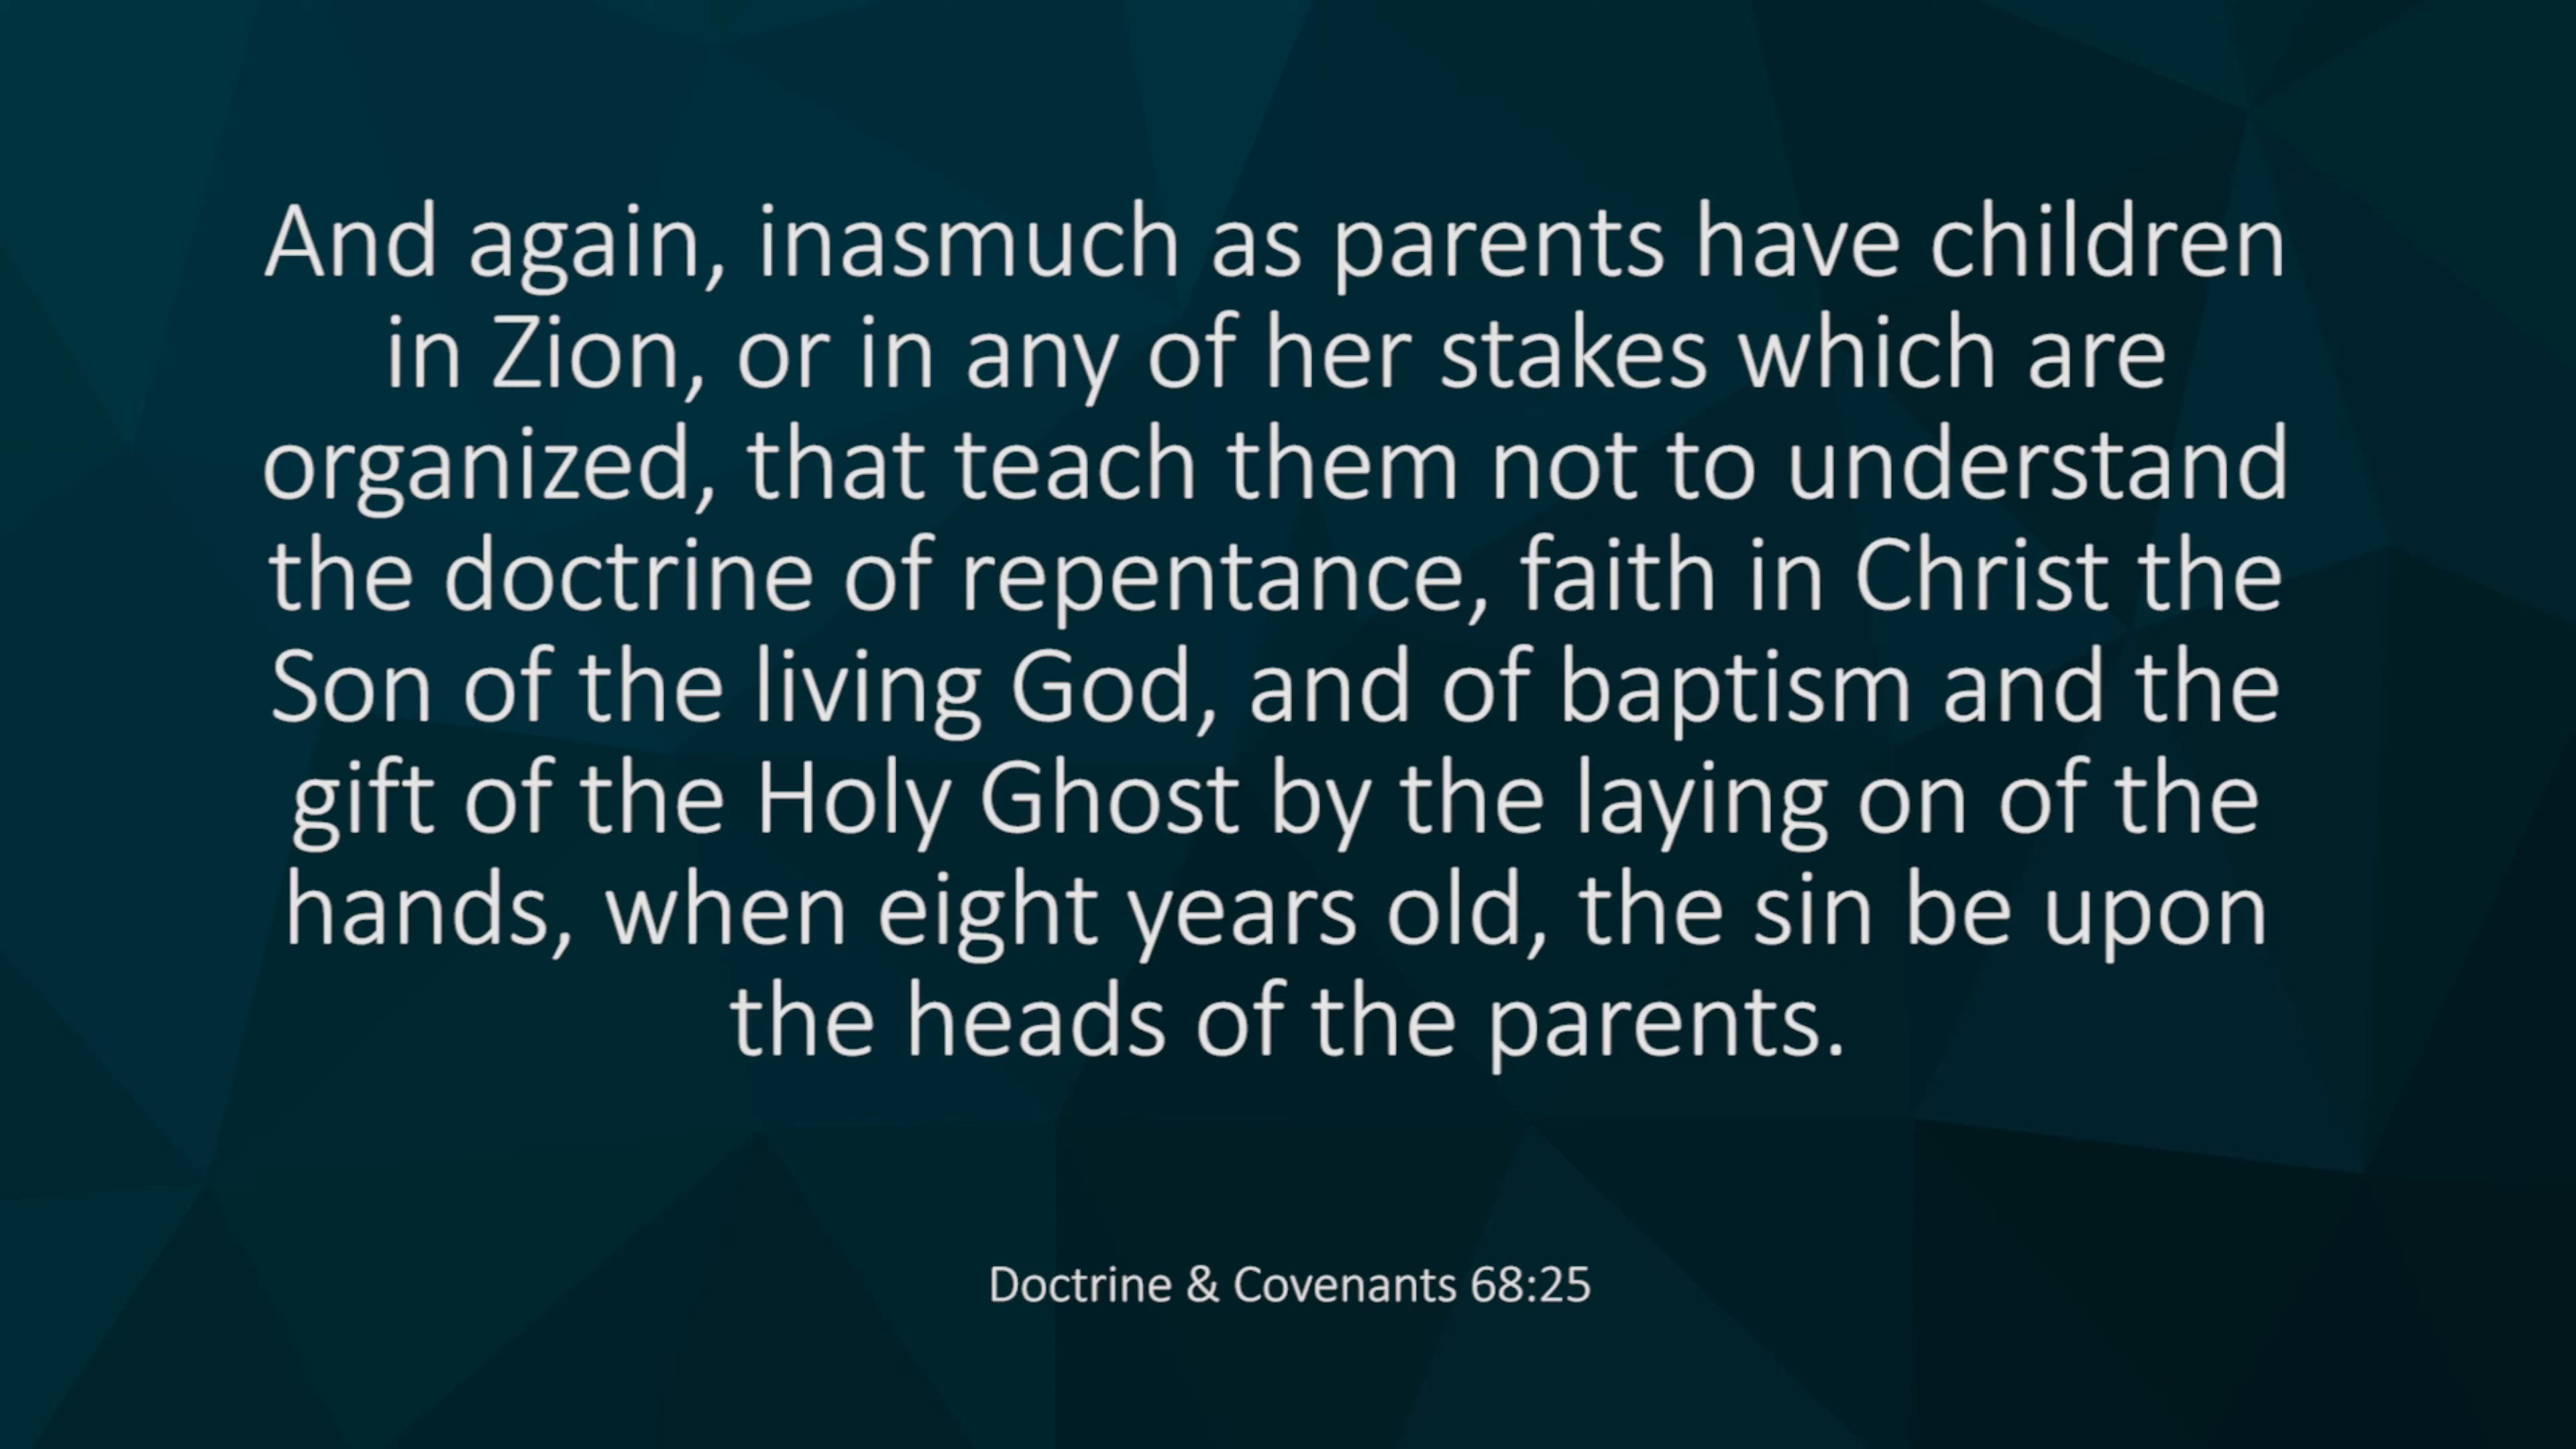 And again, inasmuch as parents have children
in Zion, or in any of her stakes which are
organized, that teach them not to understand
the doctrine of repentance, faith in Christ the
Son of the living God, and of baptism and the
gift of the Holy Ghost by the laying on of the
hands, when eight years old, the sin be upon
the heads of the parents.
Doctrine & Covenants 68:25